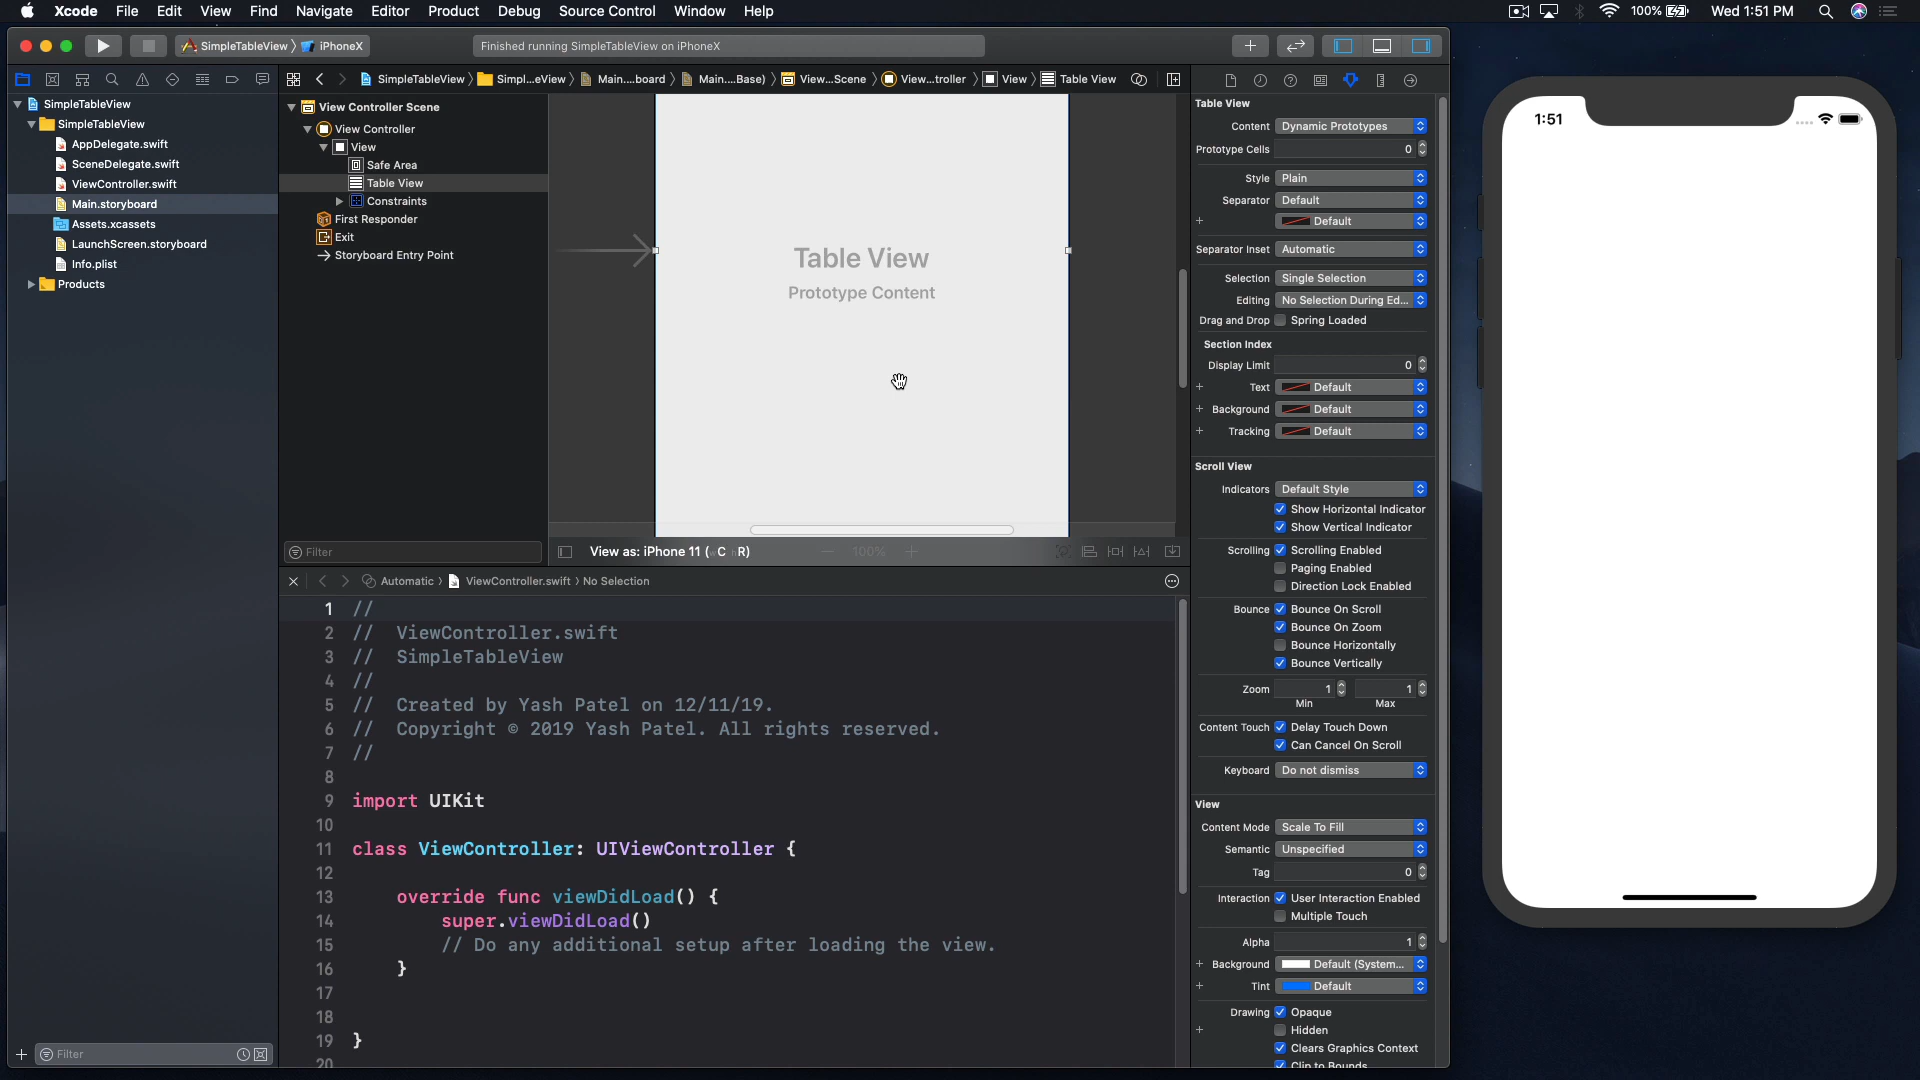 Xcode File Edit View Find Navigate Editor Product Debug Source Control Window Help
100% Wed 1:51 PM
SimpleTableView iPhoneX
Finished running SimpleTableView on iPhoneX
SimpleTableView Simpl...eView Main....board Main....Base) View...Scene View...troller View Table View
SimpleTableView
SimpleTableView
AppDelegate.swift
SceneDelegate.swift
ViewController.swift
Main.storyboard
Assets.xcassets
LaunchScreen.storyboard
Info.plist
Products
Filter
View Controller Scene
View Controller
View
Safe Area
Table View
Constraints
First Responder
Exit
Storyboard Entry Point
Filter
Table View
Prototype Content
View as: iPhone 11 (wC hR)
100%
Automatic ViewController.swift No Selection
1 //
2 // ViewController.swift
3 // SimpleTableView
4 //
5 // Created by Yash Patel on 12/11/19.
6 // Copyright © 2019 Yash Patel. All rights reserved.
7 //
8
9 import UIKit
10
11 class ViewController: UIViewController {
12
13 override func viewDidLoad() {
14 super.viewDidLoad()
15 // Do any additional setup after loading the view.
16 }
17
18
19 }
20
Table View
Content Dynamic Prototypes
Prototype Cells 0
Style Plain
Separator Default
+ Default
Separator Inset Automatic
Selection Single Selection
Editing No Selection During Ed...
Drag and Drop Spring Loaded
Section Index
Display Limit 0
+ Text Default
+ Background Default
+ Tracking Default
Scroll View
Indicators Default Style
Show Horizontal Indicator
Show Vertical Indicator
Scrolling Scrolling Enabled
Paging Enabled
Direction Lock Enabled
Bounce Bounce On Scroll
Bounce On Zoom
Bounce Horizontally
Bounce Vertically
Zoom 1 1
Min Max
Content Touch Delay Touch Down
Can Cancel On Scroll
Keyboard Do not dismiss
View
Content Mode Scale To Fill
Semantic Unspecified
Tag 0
Interaction User Interaction Enabled
Multiple Touch
Alpha 1
+ Background Default (System...
+ Tint Default
Drawing Opaque
+ Hidden
Clears Graphics Context
Clip to Bounds
1:51